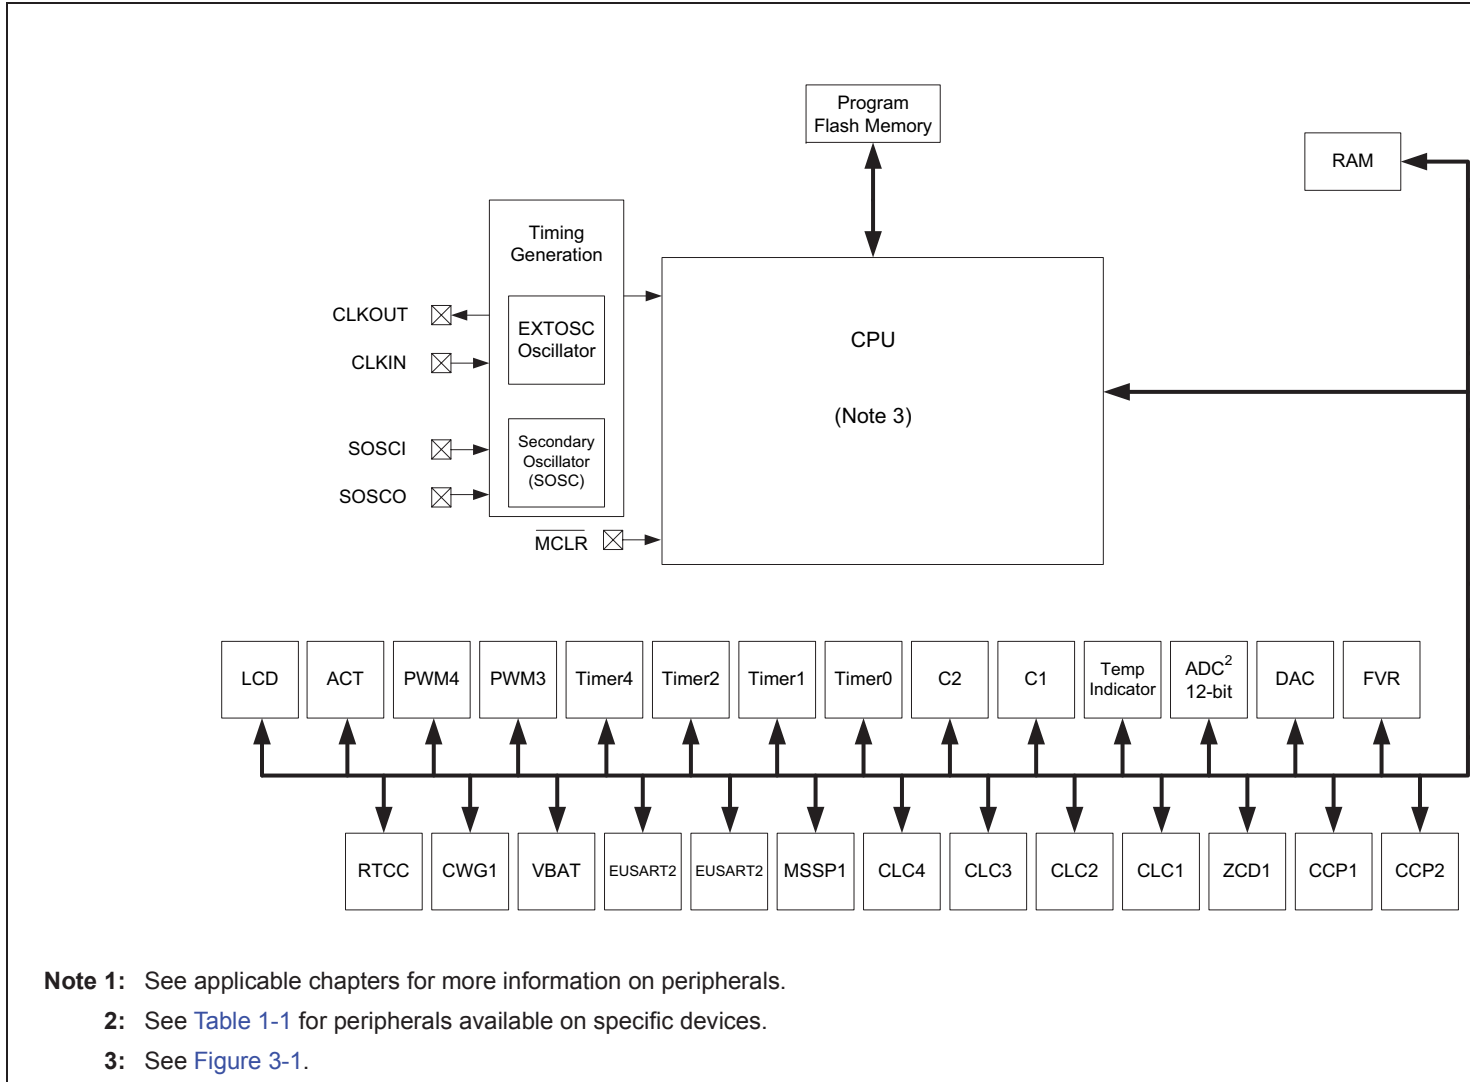 Program
Flash Memory
RAM
Timing
Generation
CLKOUT
EXTOSC
Oscillator
CLKIN
CPU
(Note 3)
SOSCI
Secondary
Oscillator
(SOSC)
SOSCO
MCLR
LCD
ACT
PWM4
PWM3
Timer4
Timer2
Timer1
Timer0
C2
C1
Temp
Indicator
ADC2
12-bit
DAC
FVR
RTCC
CWG1
VBAT
EUSART2
EUSART2
MSSP1
CLC4
CLC3
CLC2
CLC1
ZCD1
CCP1
CCP2
Note 1: See applicable chapters for more information on peripherals.
2: See Table 1-1 for peripherals available on specific devices.
3: See Figure 3-1.